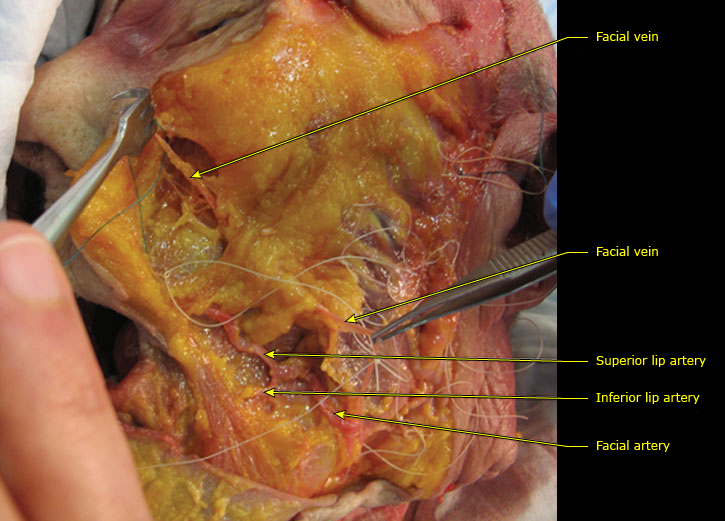 Facial vein
Facial vein
Superior lip artery
Inferior lip artery
Facial artery